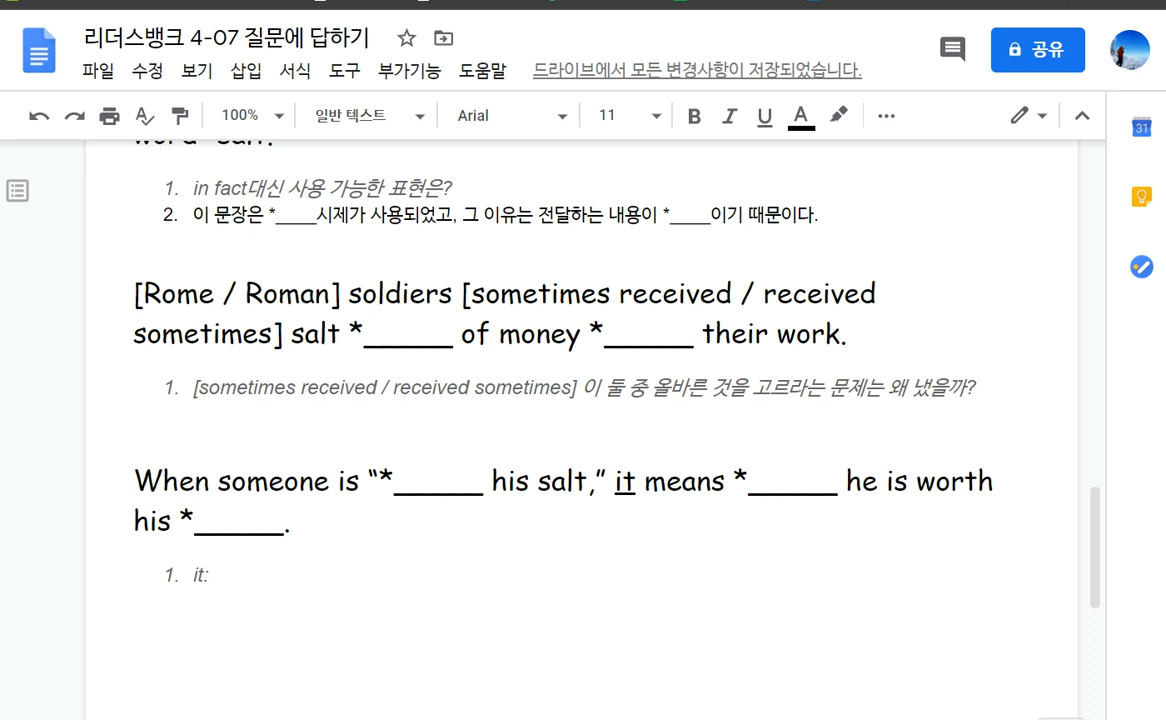 리더스뱅크 4-07 질문에 답하기
공유
파일 수정 보기 삽입 서식 도구 부가기능 도움말 드라이브에서 모든 변경사항이 저장되었습니다.
100% 일반 텍스트 Arial 11 B I U A
31
word "salt."
1. in fact대신 사용 가능한 표현은?
2. 이 문장은 *____시제가 사용되었고, 그 이유는 전달하는 내용이 *____이기 때문이다.
[Rome / Roman] soldiers [sometimes received / received
sometimes] salt *______ of money *______ their work.
1. [sometimes received / received sometimes] 이 둘 중 올바른 것을 고르라는 문제는 왜 냈을까?
When someone is “*______ his salt,” it means *______ he is worth
his *______.
1. it: